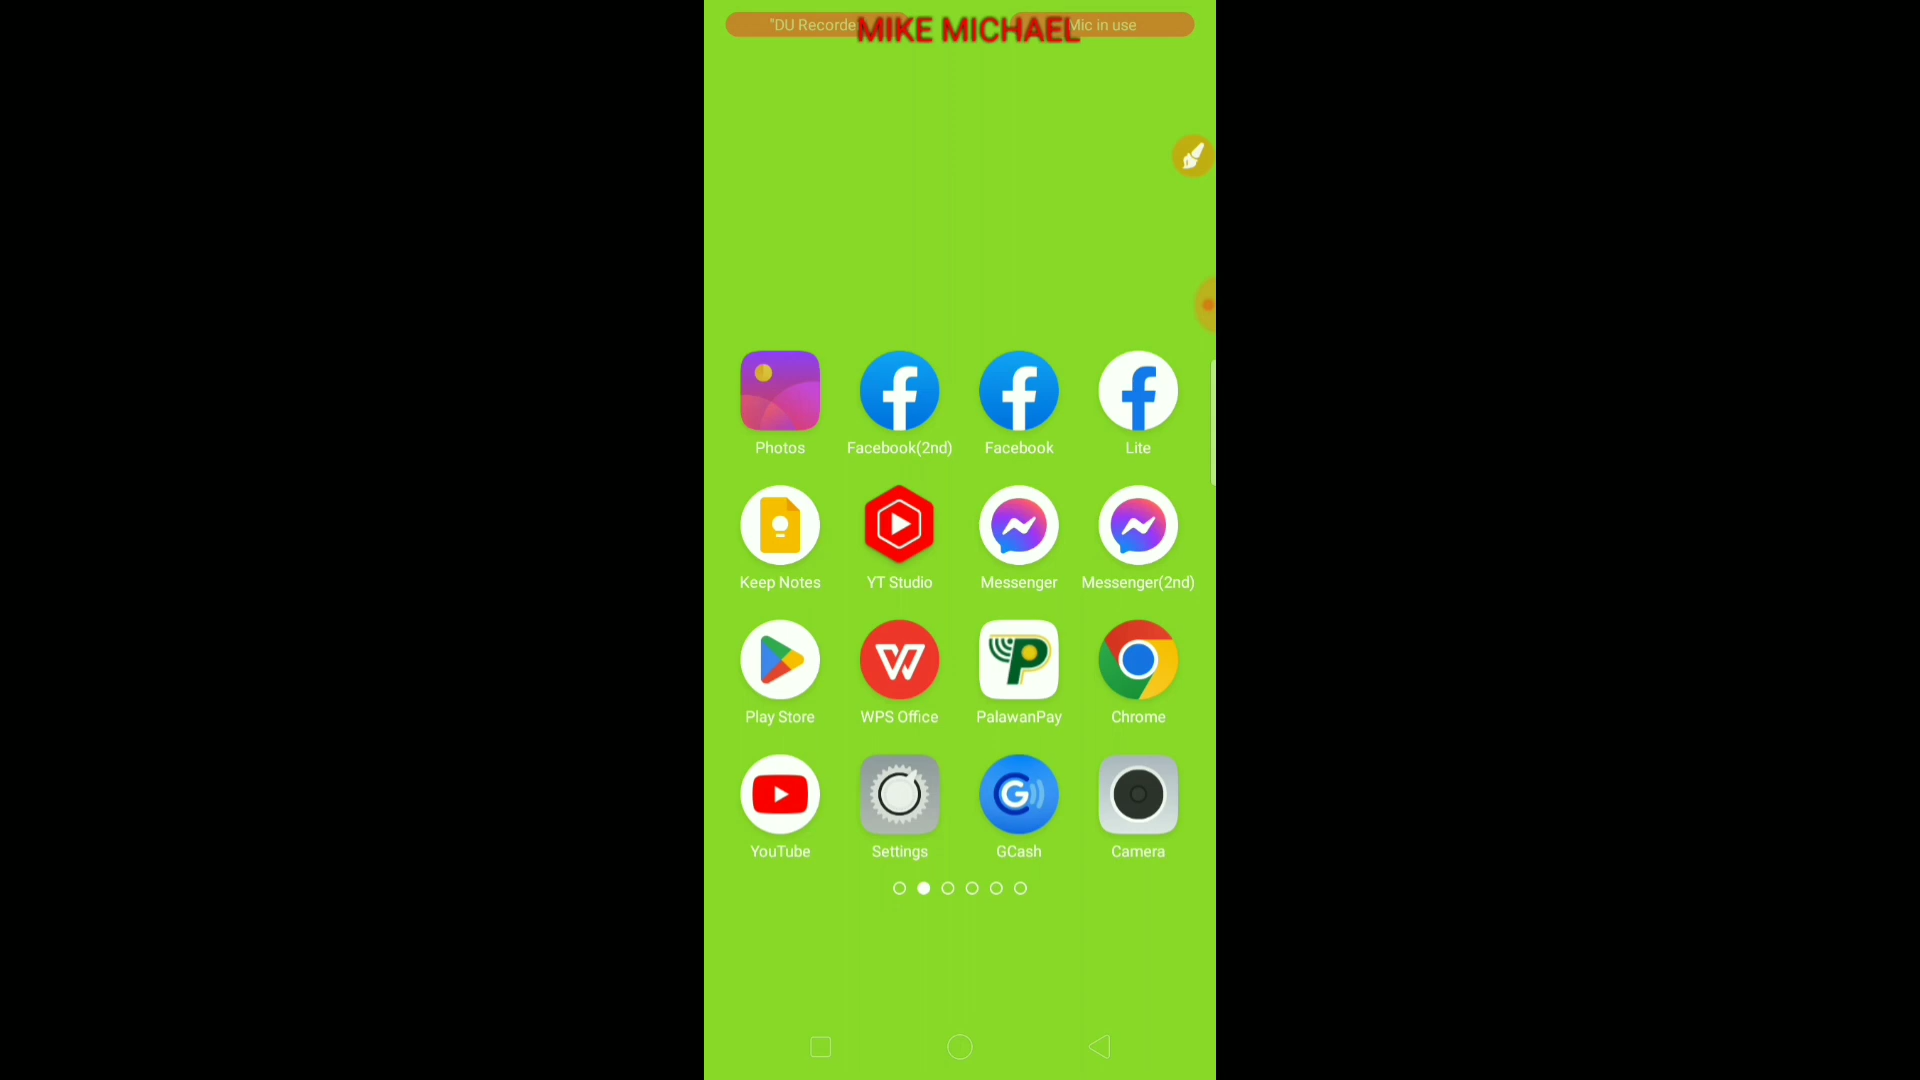 "DU Recorde
MIKE MICHAEL
Mic in use
Photos
Facebook(2nd)
Facebook
Lite
Keep Notes
YT Studio
Messenger
Messenger(2nd)
Play Store
WPS Office
PalawanPay
Chrome
YouTube
Settings
GCash
Camera